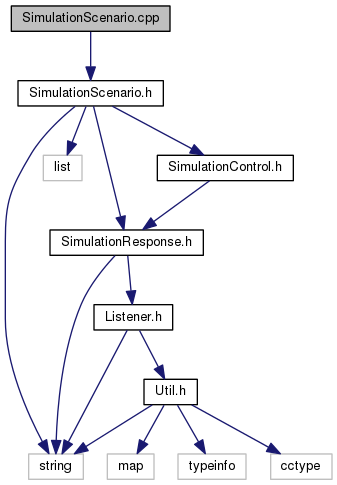 SimulationScenario.cpp
SimulationScenario.h
list
SimulationControl.h
SimulationResponse.h
Listener.h
Util.h
string
map
typeinfo
cctype